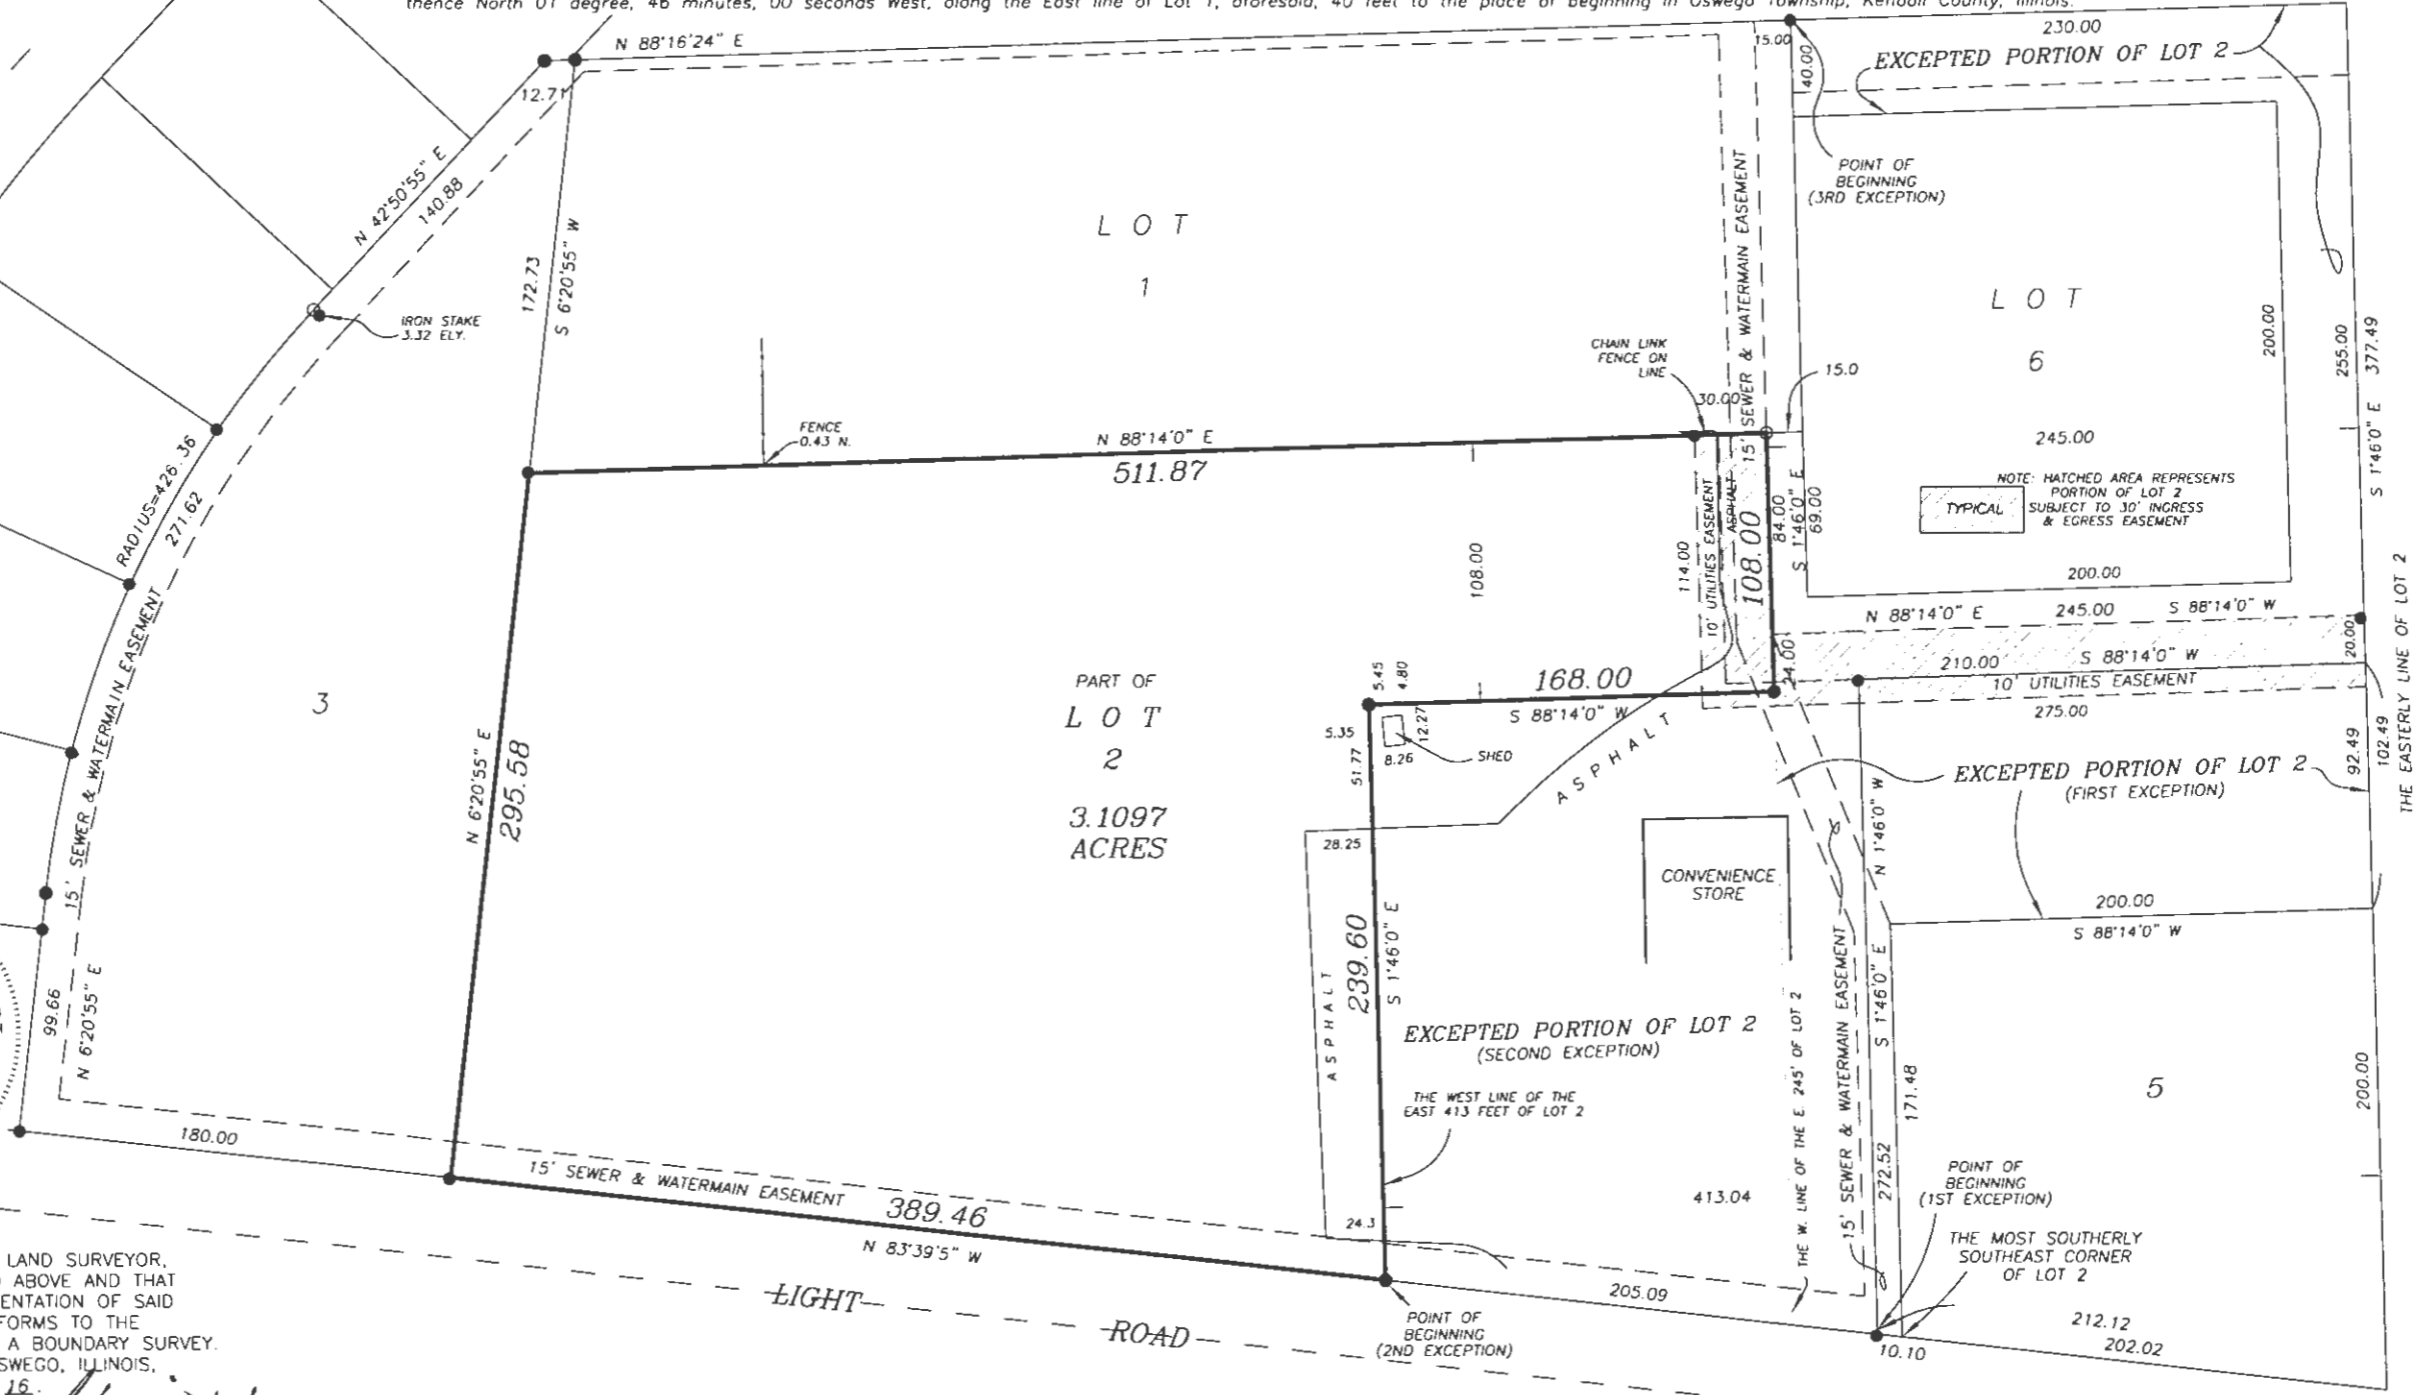 thence North 01 degree, 46 minutes, 00 seconds West, along the East line of Lot 1, aforesaid, 40 feet to the place of beginning in Oswego Township, Kendall County, Illinois.
N 88°16'24" E
15.00
230.00
EXCEPTED PORTION OF LOT 2
40.00
12.71
N 42°50'55" E
140.88
POINT OF
BEGINNING
(3RD EXCEPTION)
LOT
1
172.73
S 6°20'55" W
15' SEWER & WATERMAIN EASEMENT
LOT
6
200.00
255.00
377.49
S 1°46'0" E
IRON STAKE
3.32 ELY.
CHAIN LINK
FENCE ON
LINE
15.0
30.00
FENCE
0.43 N.
N 88°14'0" E
511.87
245.00
RADIUS=426.36
271.62
NOTE: HATCHED AREA REPRESENTS
PORTION OF LOT 2
SUBJECT TO 30' INGRESS
& EGRESS EASEMENT
TYPICAL
10' UTILITIES EASEMENT
ASPHALT
108.00
84.00
S 1°46'0" E
69.00
114.00
108.00
200.00
N 88°14'0" E
245.00
S 88°14'0" W
20.00
24.00
210.00
S 88°14'0" W
10' UTILITIES EASEMENT
275.00
THE EASTERLY LINE OF LOT 2
15' SEWER & WATERMAIN EASEMENT
3
PART OF
LOT
2
3.1097
ACRES
N 6°20'55" E
295.58
5.45
4.80
168.00
S 88°14'0" W
5.35
12.27
8.26
SHED
51.77
ASPHALT
EXCEPTED PORTION OF LOT 2
(FIRST EXCEPTION)
92.49
102.49
N 1°46'0" W
28.25
CONVENIENCE
STORE
200.00
S 88°14'0" W
239.60
S 1°46'0" E
ASPHALT
EXCEPTED PORTION OF LOT 2
(SECOND EXCEPTION)
THE WEST LINE OF THE
EAST 413 FEET OF LOT 2
THE W. LINE OF THE E. 245' OF LOT 2
15' SEWER & WATERMAIN EASEMENT
S 1°46'0" E
171.48
272.52
5
200.00
99.66
N 6°20'55" E
180.00
15' SEWER & WATERMAIN EASEMENT
389.46
N 83°39'5" W
24.3
413.04
POINT OF
BEGINNING
(1ST EXCEPTION)
THE MOST SOUTHERLY
SOUTHEAST CORNER
OF LOT 2
205.09
LIGHT ROAD
POINT OF
BEGINNING
(2ND EXCEPTION)
10.10
212.12
202.02
LAND SURVEYOR,
ABOVE AND THAT
ENTATION OF SAID
FORMS TO THE
A BOUNDARY SURVEY.
SWEGO, ILLINOIS,
16.